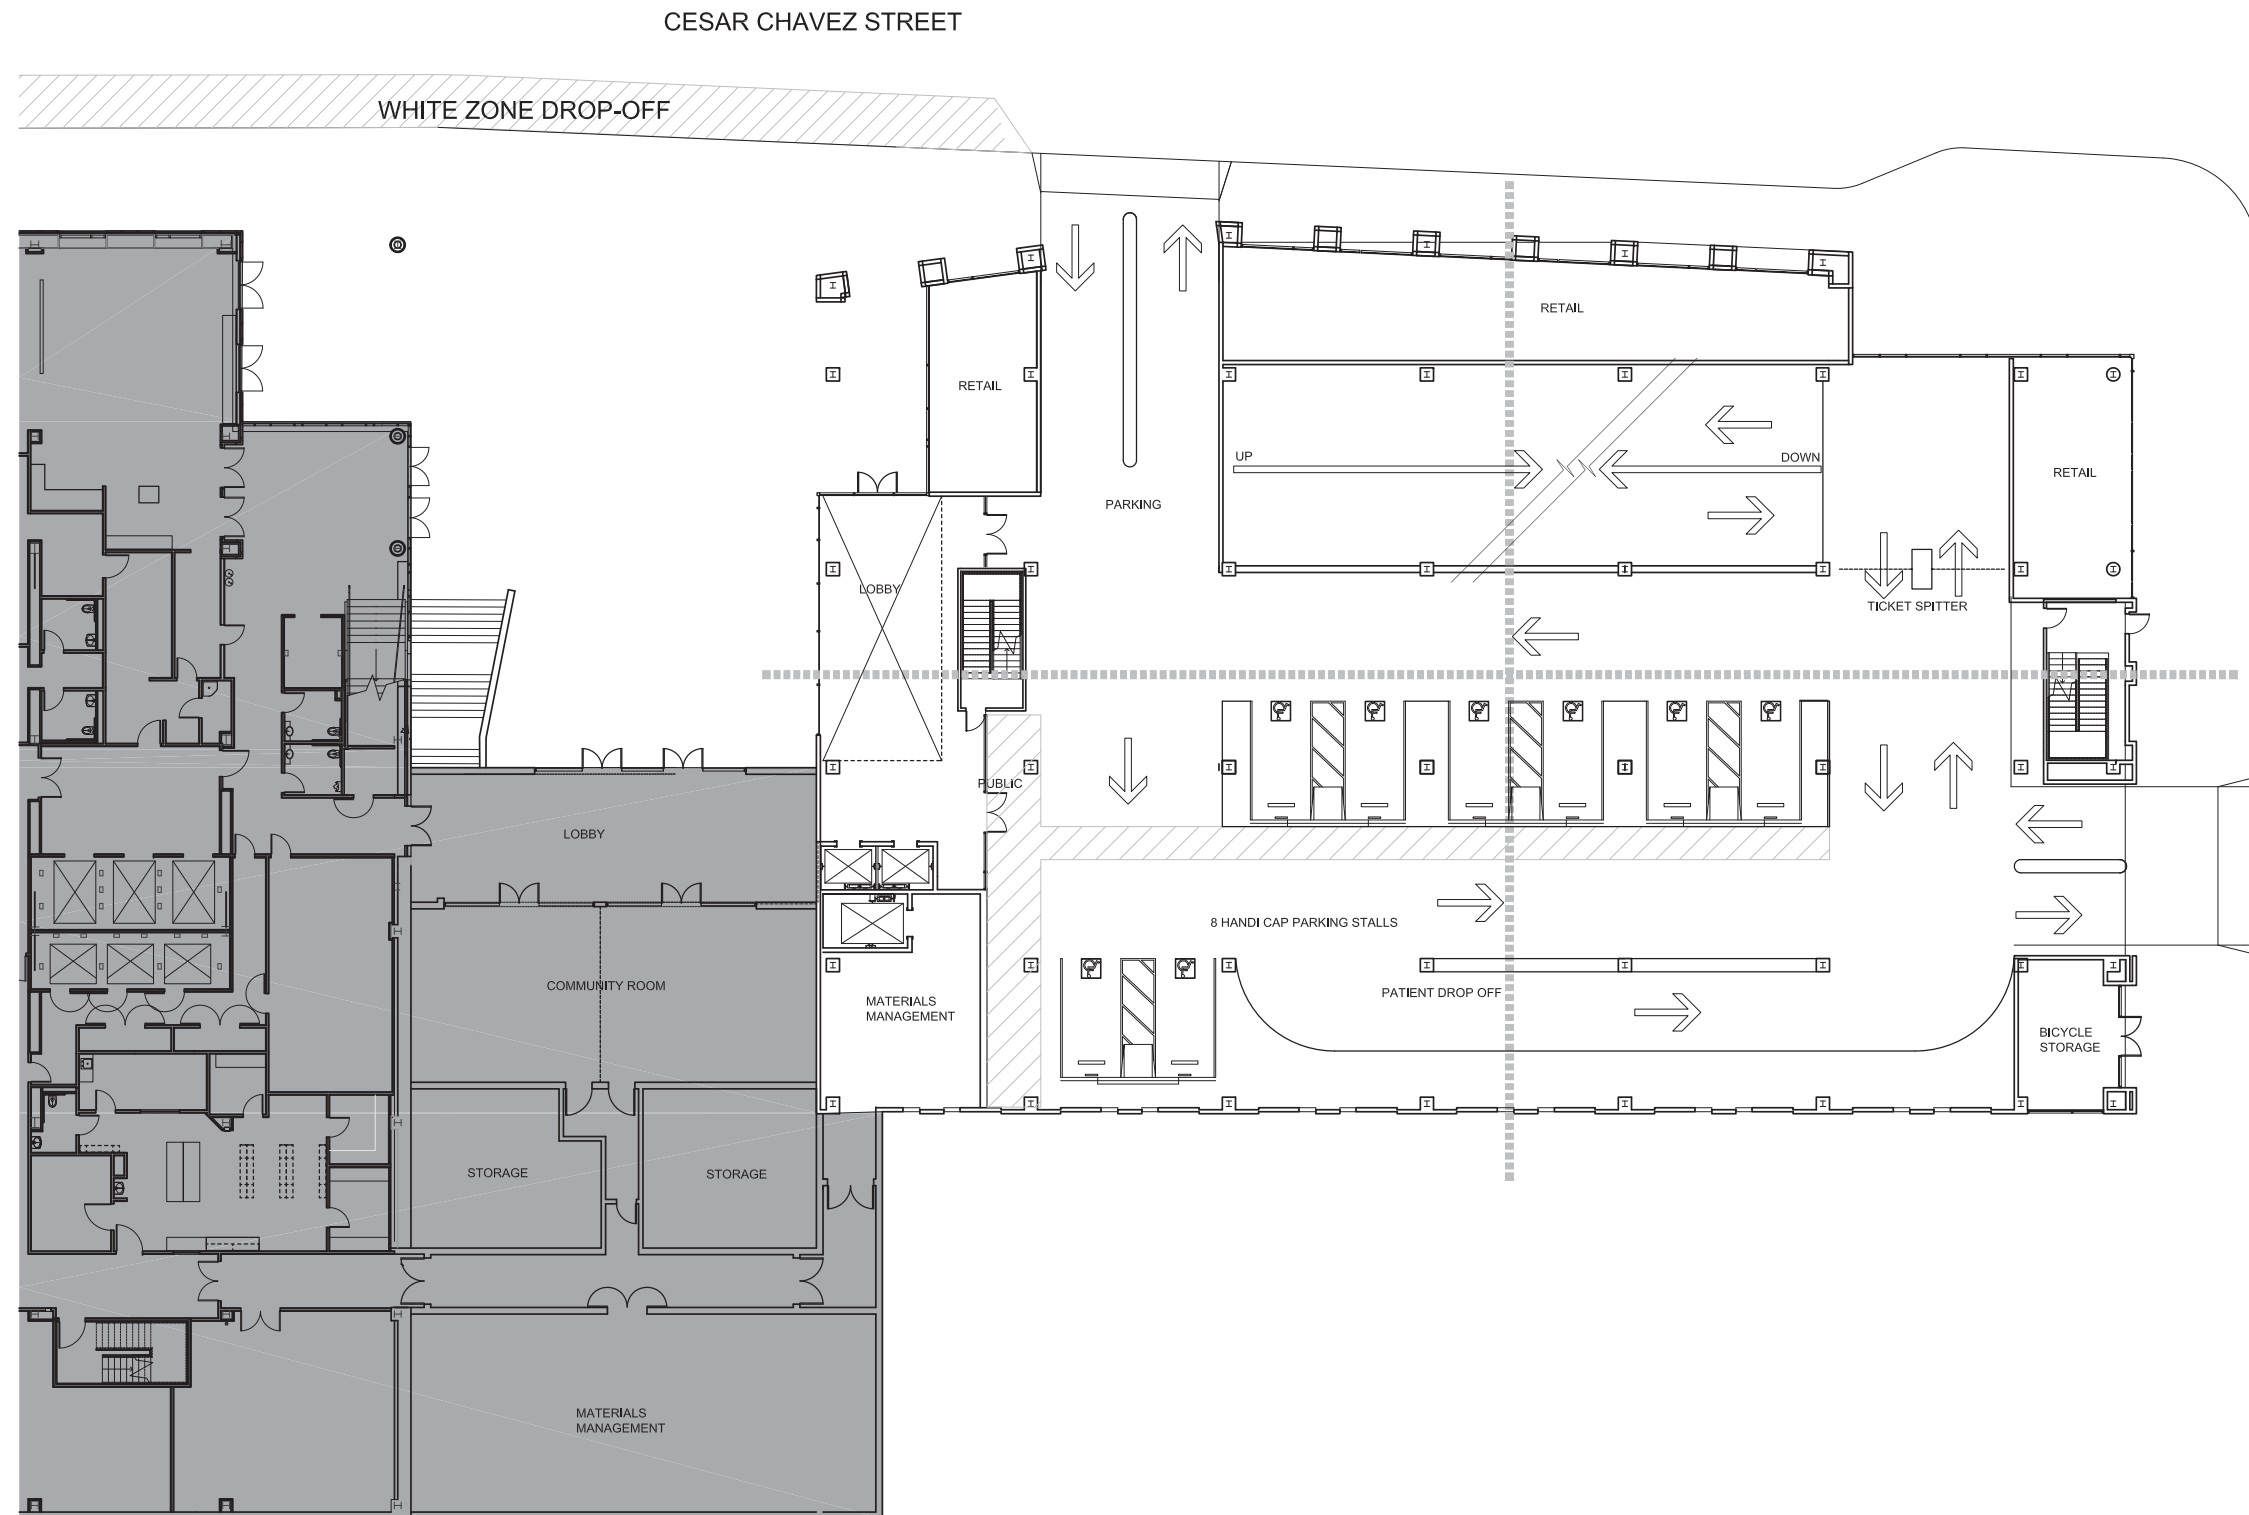 CESAR CHAVEZ STREET
WHITE ZONE DROP-OFF
RETAIL
RETAIL
UP
DOWN
RETAIL
PARKING
LOBBY
TICKET SPITTER
PUBLIC
LOBBY
8 HANDI CAP PARKING STALLS
COMMUNITY ROOM
PATIENT DROP OFF
MATERIALS
MANAGEMENT
BICYCLE
STORAGE
STORAGE
STORAGE
MATERIALS
MANAGEMENT